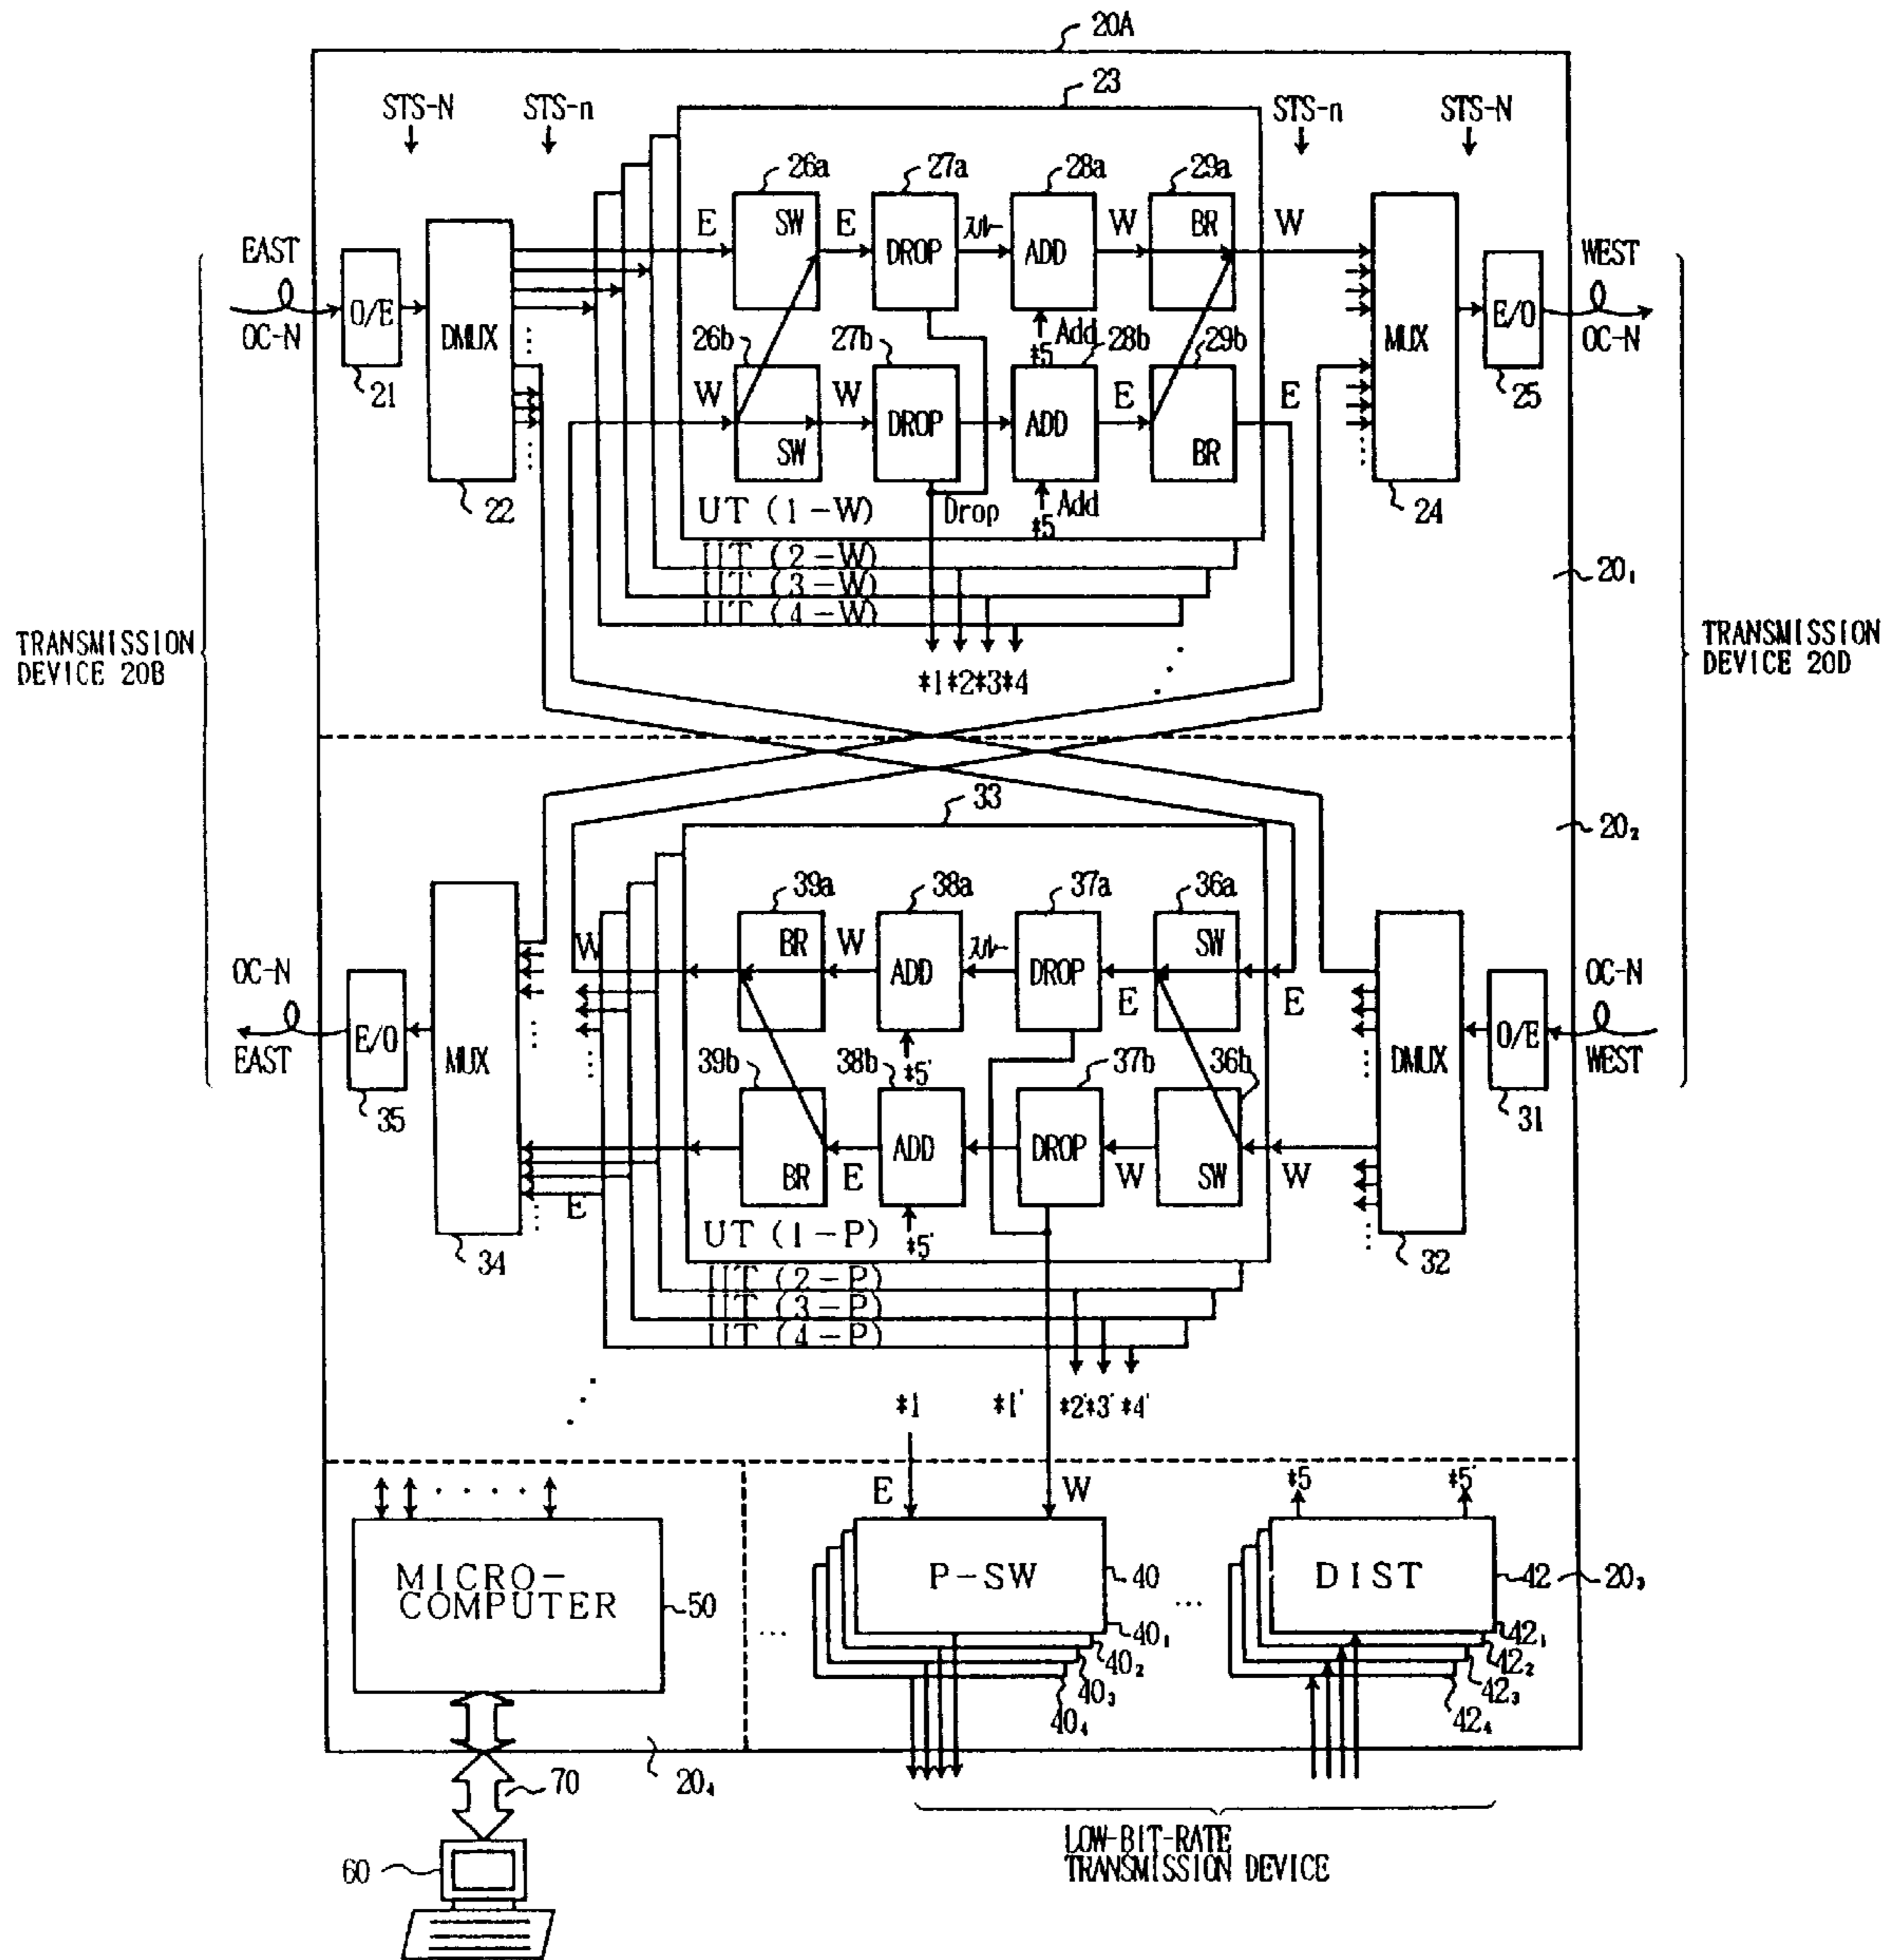 20A
23
STS-N
STS-n
STS-n
STS-N
26a
27a
28a
29a
E
SW
E
DROP
スルー
ADD
W
BR
W
EAST
OC-N
O/E
21
DMUX
22
MUX
24
E/O
25
WEST
OC-N
*5
Add
26b
27b
28b
29b
W
SW
W
DROP
ADD
E
BR
E
Drop
*5
Add
UT (1-W)
UT (2-W)
UT (3-W)
UT (4-W)
20₁
TRANSMISSION
DEVICE 20B
TRANSMISSION
DEVICE 20D
*1*2*3*4
33
20₂
39a
38a
37a
36a
W
BR
W
ADD
スルー
DROP
E
SW
E
OC-N
EAST
E/O
35
MUX
34
DMUX
32
O/E
31
OC-N
WEST
*5'
39b
38b
37b
36b
BR
E
ADD
DROP
W
SW
W
E
*5'
UT (1-P)
UT (2-P)
UT (3-P)
UT (4-P)
*1
*1'
*2'*3'*4'
E
W
*5
*5'
MICRO-
COMPUTER
50
P-SW
40
40₁
40₂
40₃
40₄
DIST
42
20₃
42₁
42₂
42₃
42₄
70
20₄
60
LOW-BIT-RATE
TRANSMISSION DEVICE